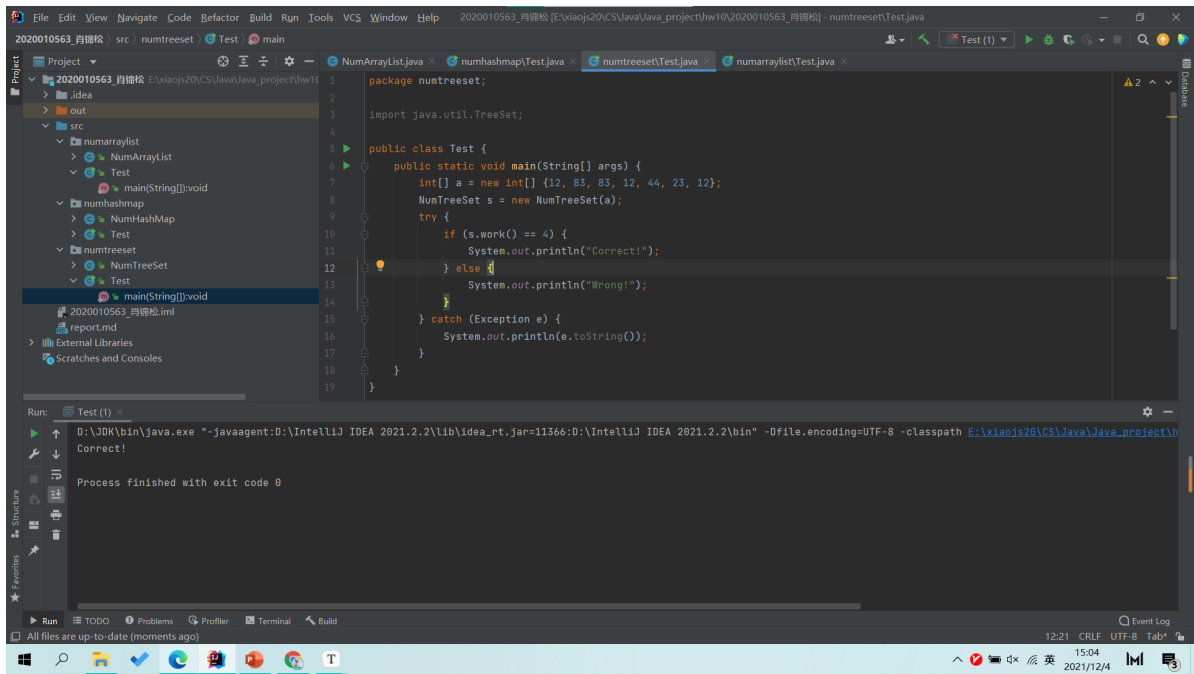 File Edit View Navigate Code Refactor Build Run Tools VCS Window Help 2020010563_肖锦松 [E:\xiaojs20\CS\Java\Java_project\hw10\2020010563_肖锦松] - numtreeset\Test.java
2020010563_肖锦松 src numtreeset Test main
Test (1)
Project
NumArrayList.java numhashmap\Test.java numtreeset\Test.java numarraylist\Test.java
Project
Database
2020010563_肖锦松 E:\xiaojs20\CS\Java\Java_project\hw10
.idea
out
src
numarraylist
NumArrayList
Test
main(String[]):void
numhashmap
NumHashMap
Test
numtreeset
NumTreeSet
Test
main(String[]):void
2020010563_肖锦松.iml
report.md
External Libraries
Scratches and Consoles
2
1 package numtreeset;
2
3 import java.util.TreeSet;
4
5 public class Test {
6 public static void main(String[] args) {
7 int[] a = new int[] {12, 83, 83, 12, 44, 23, 12};
8 NumTreeSet s = new NumTreeSet(a);
9 try {
10 if (s.work() == 4) {
11 System.out.println("Correct!");
12 } else {
13 System.out.println("Wrong!");
14 }
15 } catch (Exception e) {
16 System.out.println(e.toString());
17 }
18 }
19 }
Run: Test (1)
D:\JDK\bin\java.exe "-javaagent:D:\IntelliJ IDEA 2021.2.2\lib\idea_rt.jar=11366:D:\IntelliJ IDEA 2021.2.2\bin" -Dfile.encoding=UTF-8 -classpath E:\xiaojs20\CS\Java\Java_project\h
Correct!
Process finished with exit code 0
Structure
Favorites
Run TODO Problems Profiler Terminal Build Event Log
All files are up-to-date (moments ago) 12:21 CRLF UTF-8 Tab*
T
英 15:04
2021/12/4
3